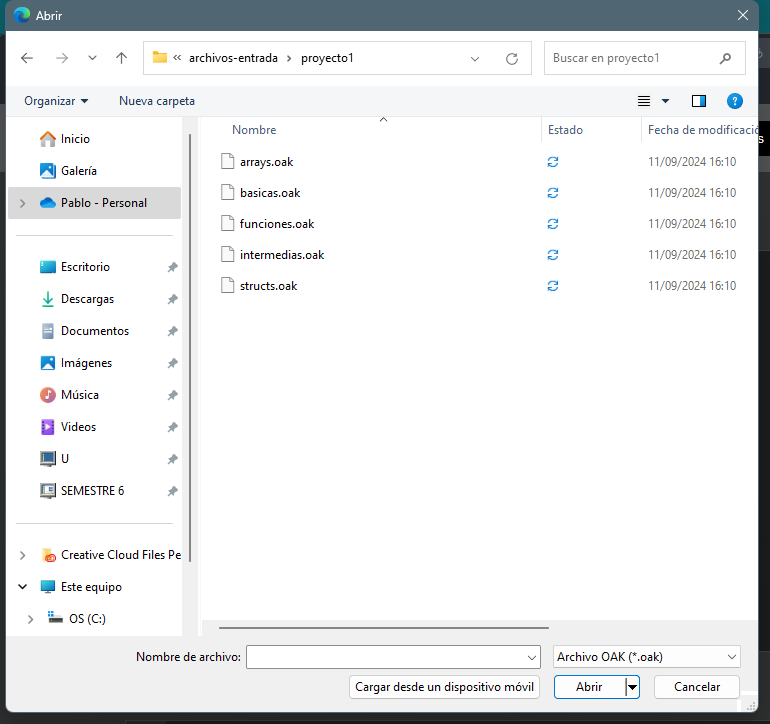 Abrir
« archivos-entrada › proyecto1
Buscar en proyecto1
Organizar
Nueva carpeta
?
Nombre
Estado
Fecha de modificació
Inicio
Galería
Pablo - Personal
Escritorio
Descargas
Documentos
Imágenes
Música
Videos
U
SEMESTRE 6
Creative Cloud Files Pe
Este equipo
OS (C:)
arrays.oak
11/09/2024 16:10
basicas.oak
11/09/2024 16:10
funciones.oak
11/09/2024 16:10
intermedias.oak
11/09/2024 16:10
structs.oak
11/09/2024 16:10
s
Nombre de archivo:
Archivo OAK (*.oak)
Cargar desde un dispositivo móvil
Abrir
Cancelar